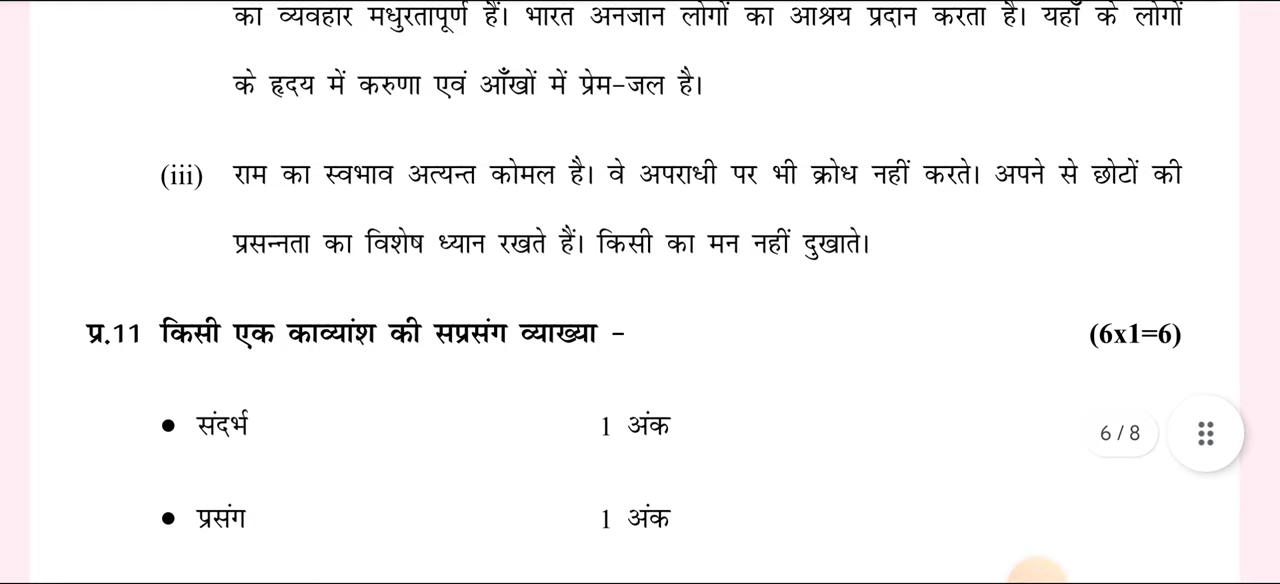 का व्यवहार मधुरतापूर्ण हैं। भारत अनजान लोगों का आश्रय प्रदान करता है। यहाँ के लोगों
के हृदय में करुणा एवं आँखों में प्रेम-जल है।
(iii) राम का स्वभाव अत्यन्त कोमल है। वे अपराधी पर भी क्रोध नहीं करते। अपने से छोटों की
प्रसन्नता का विशेष ध्यान रखते हैं। किसी का मन नहीं दुखाते।
प्र.11 किसी एक काव्यांश की सप्रसंग व्याख्या – (6x1=6)
● संदर्भ 1 अंक
6 / 8
● प्रसंग 1 अंक